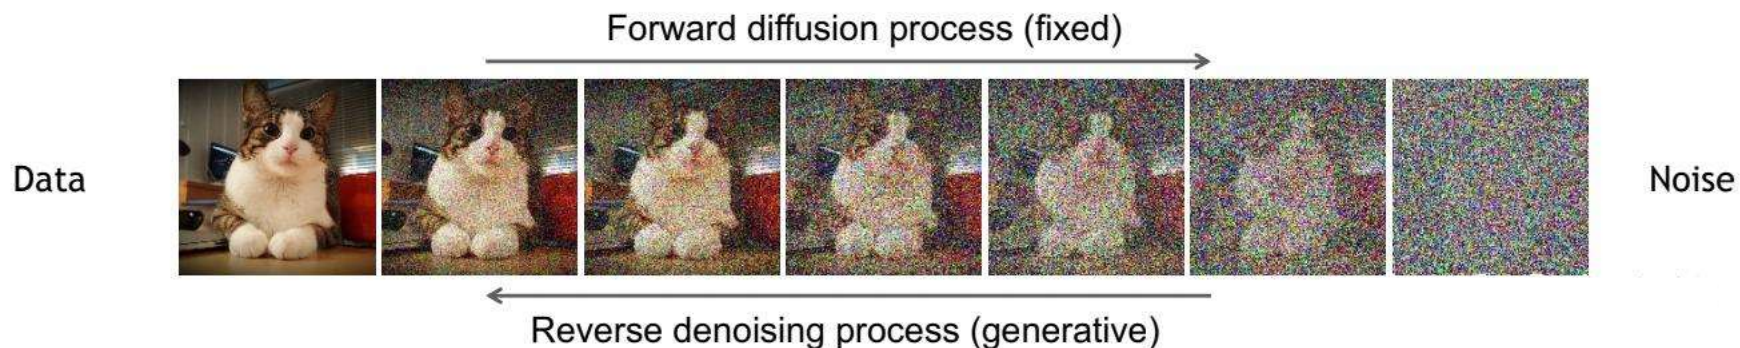 Forward diffusion process (fixed)
Data
Noise
Reverse denoising process (generative)